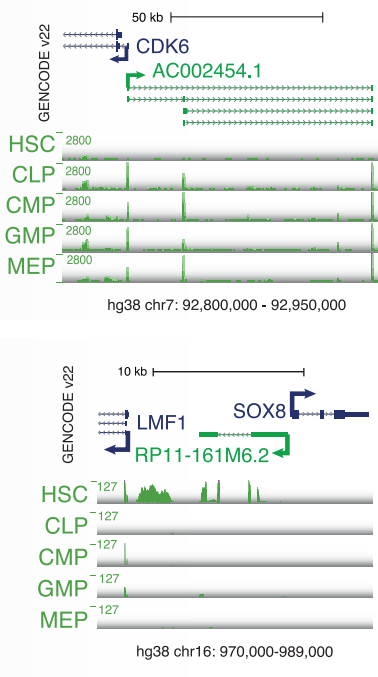 50 kb
GENCODE v22
CDK6
AC002454.1
HSC 2800
CLP 2800
CMP 2800
GMP 2800
MEP 2800
hg38 chr7: 92,800,000 - 92,950,000
10 kb
GENCODE v22
SOX8
LMF1
RP11-161M6.2
HSC 127
CLP 127
CMP 127
GMP 127
MEP 127
hg38 chr16: 970,000-989,000